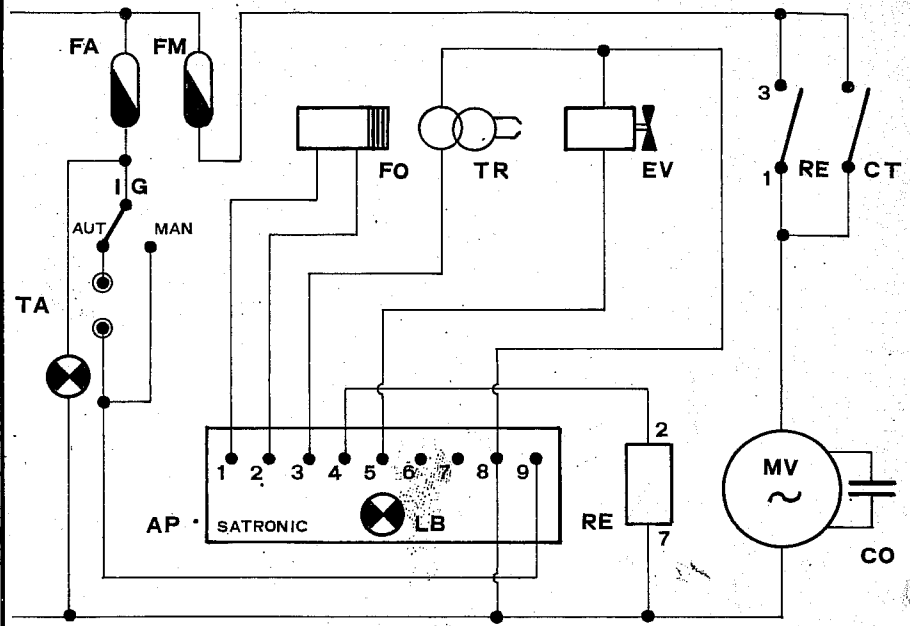 FA
FM
FO
TR
EV
3
1
RE
CT
I G
AUT
MAN
TA
1 2 3 4 5 6 7 8 9
AP
SATRONIC
LB
RE
2
7
MV
~
CO